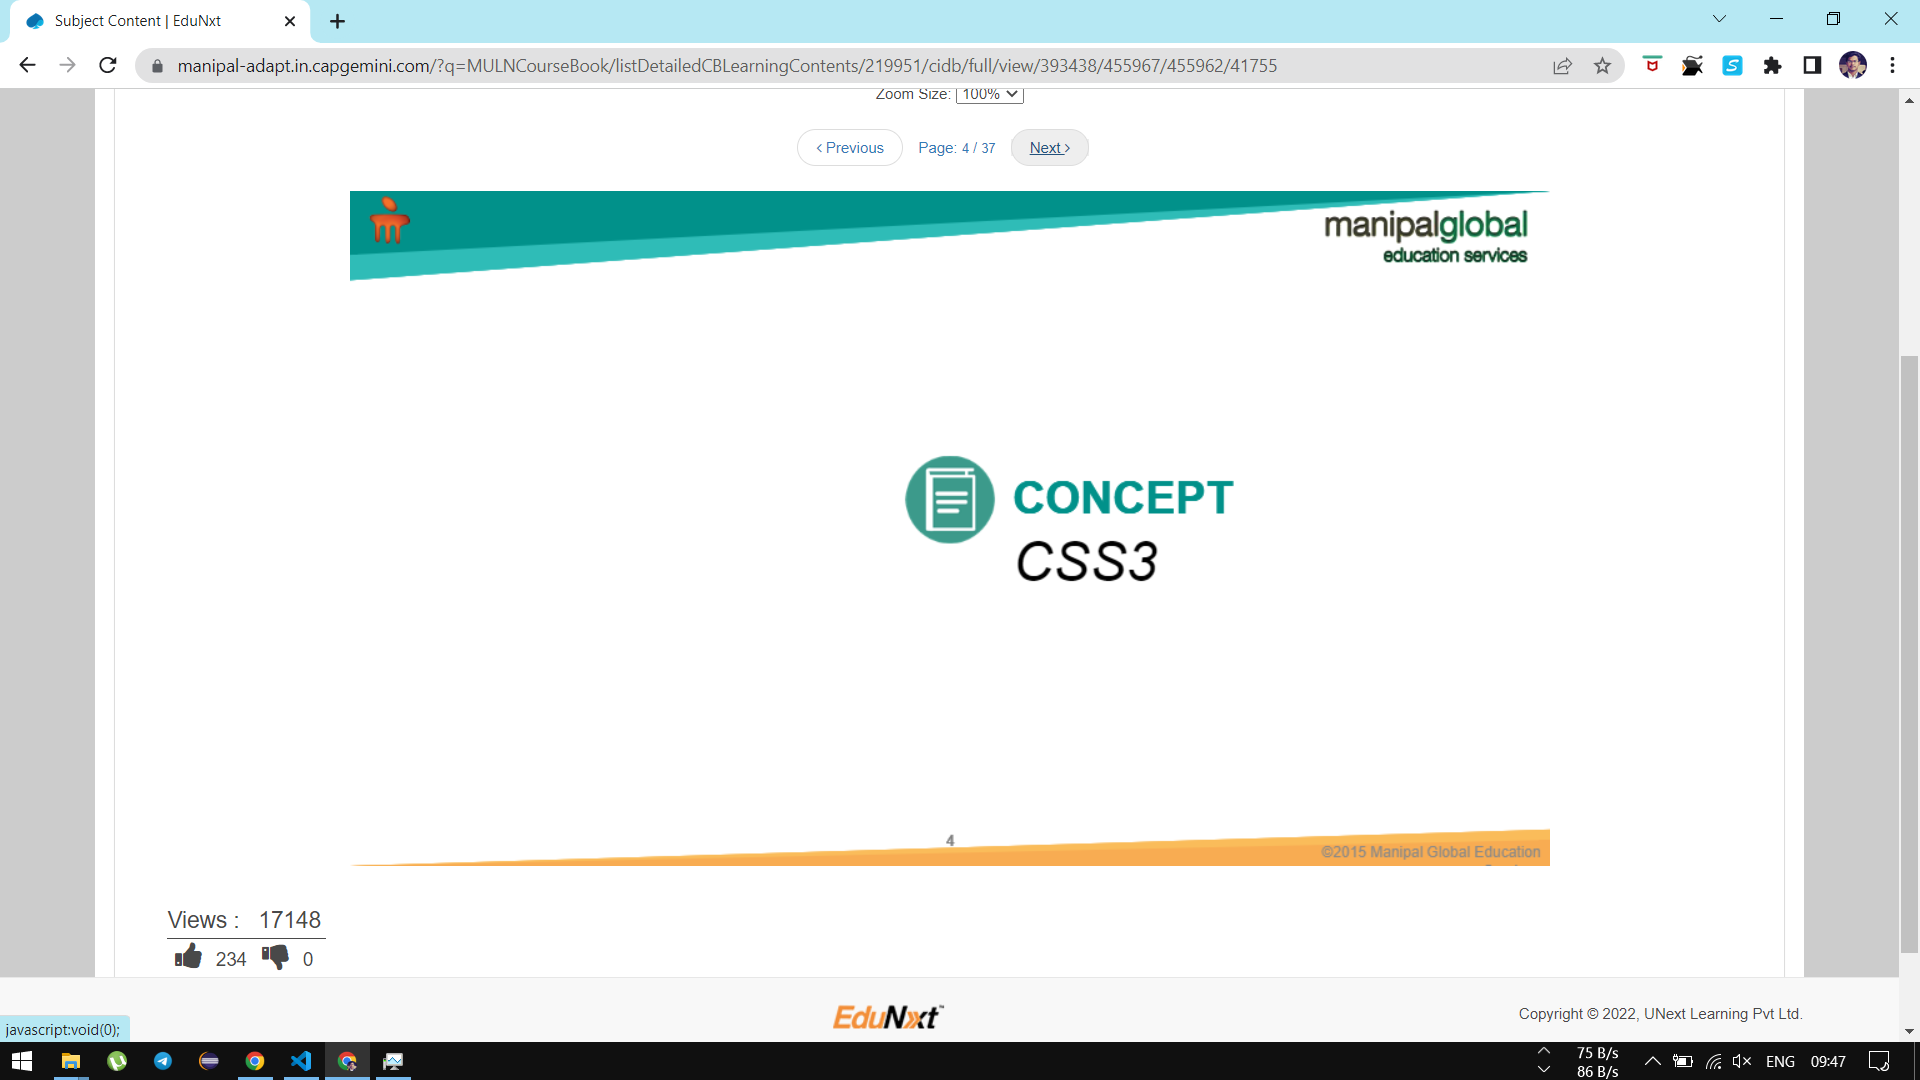 Subject Content | EduNxt
manipal-adapt.in.capgemini.com/?q=MULNCourseBook/listDetailedCBLearningContents/219951/cidb/full/view/393438/455967/455962/41755
Zoom Size: 100%
‹ Previous Page: 4 / 37 Next ›
manipalglobal
education services
CONCEPT
CSS3
4
©2015 Manipal Global Education
Views : 17148
234 0
EduNxt™
Copyright © 2022, UNext Learning Pvt Ltd.
javascript:void(0);
75 B/s
86 B/s
ENG 09:47